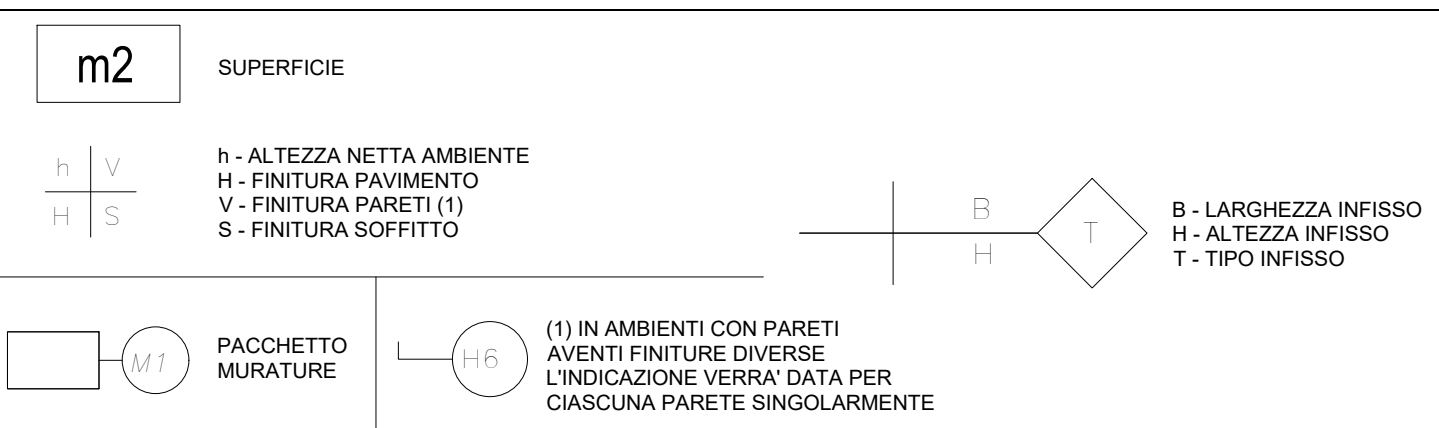 m2
SUPERFICIE
h V
H S
h - ALTEZZA NETTA AMBIENTE
H - FINITURA PAVIMENTO
V - FINITURA PARETI (1)
S - FINITURA SOFFITTO
B
H
T
B - LARGHEZZA INFISSO
H - ALTEZZA INFISSO
T - TIPO INFISSO
M1
PACCHETTO
MURATURE
H6
(1) IN AMBIENTI CON PARETI
AVENTI FINITURE DIVERSE
L'INDICAZIONE VERRA' DATA PER
CIASCUNA PARETE SINGOLARMENTE